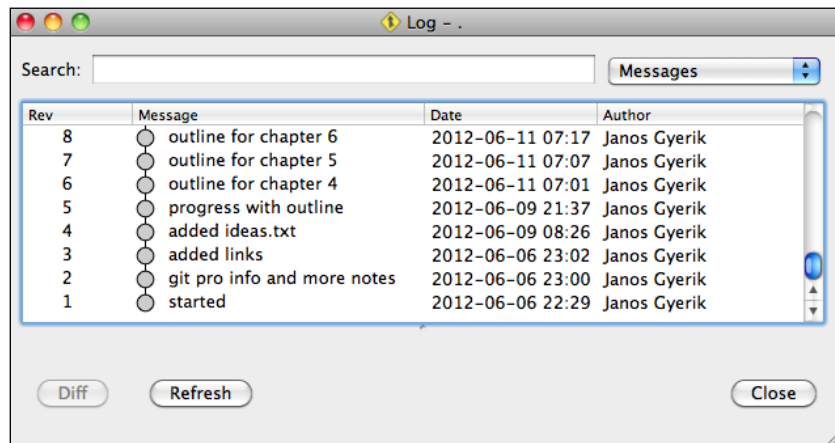 Log – .
Search: Messages
Rev Message Date Author
8 outline for chapter 6 2012-06-11 07:17 Janos Gyerik
7 outline for chapter 5 2012-06-11 07:07 Janos Gyerik
6 outline for chapter 4 2012-06-11 07:01 Janos Gyerik
5 progress with outline 2012-06-09 21:37 Janos Gyerik
4 added ideas.txt 2012-06-09 08:26 Janos Gyerik
3 added links 2012-06-06 23:02 Janos Gyerik
2 git pro info and more notes 2012-06-06 23:00 Janos Gyerik
1 started 2012-06-06 22:29 Janos Gyerik
Diff Refresh Close